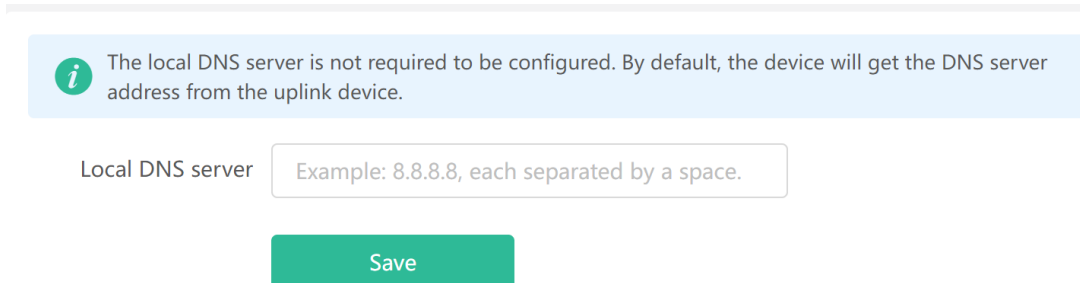 The local DNS server is not required to be configured. By default, the device will get the DNS server
address from the uplink device.
Local DNS server
Example: 8.8.8.8, each separated by a space.
Save